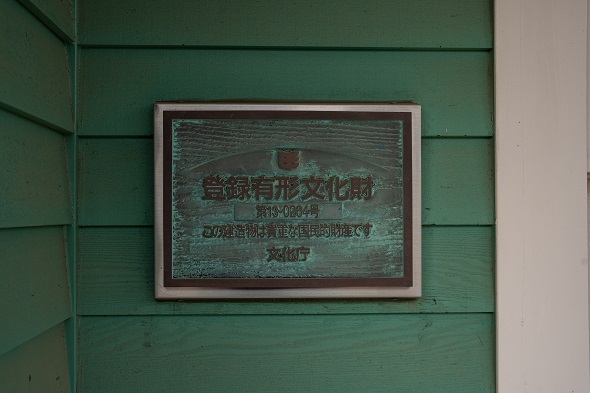 登録有形文化財
第13-0264号
この建造物は貴重な国民的財産です
文化庁